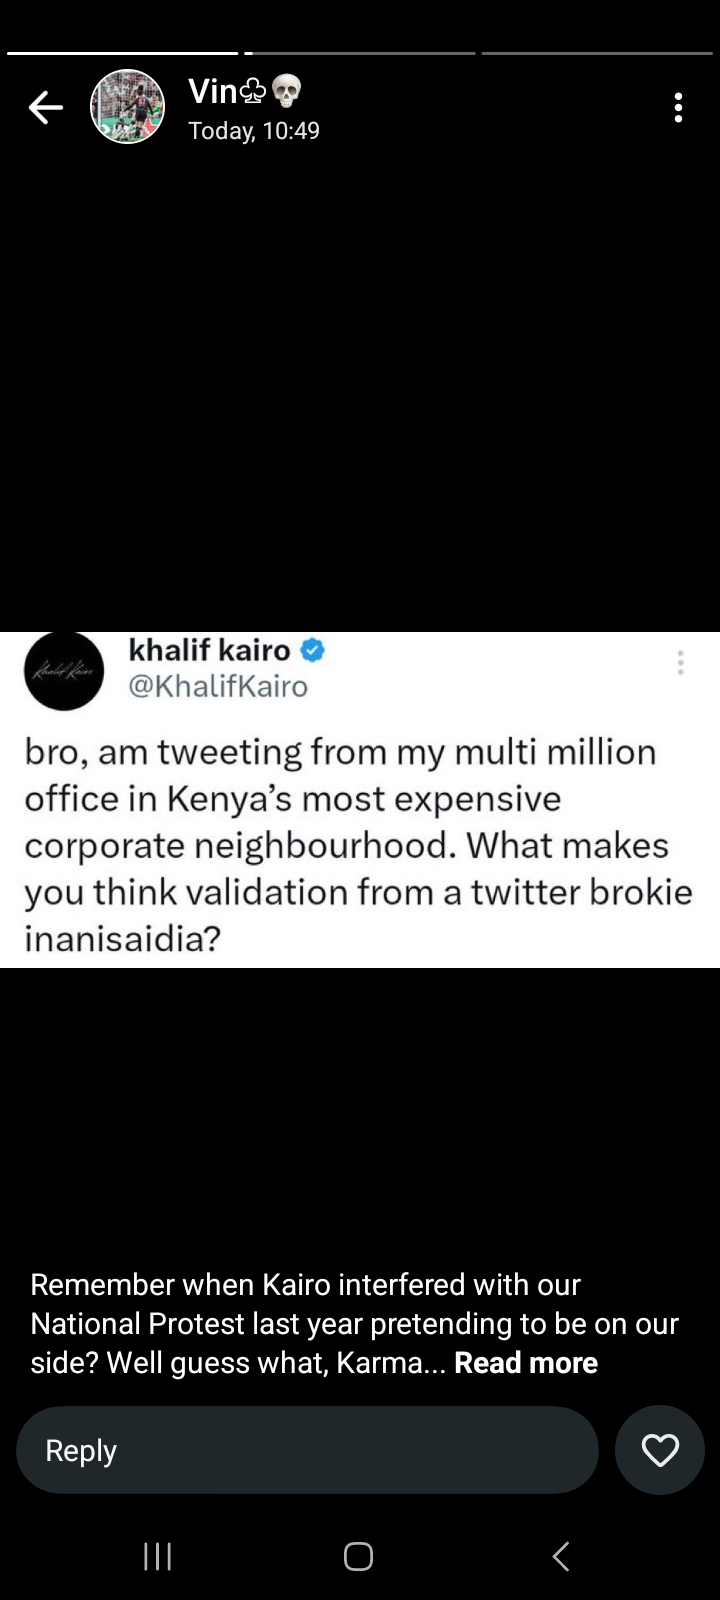 Vin♧💀
Today, 10:49
Khalif Kairo
khalif kairo
@KhalifKairo
bro, am tweeting from my multi million
office in Kenya's most expensive
corporate neighbourhood. What makes
you think validation from a twitter brokie
inanisaidia?
Remember when Kairo interfered with our
National Protest last year pretending to be on our
side? Well guess what, Karma... Read more
Reply